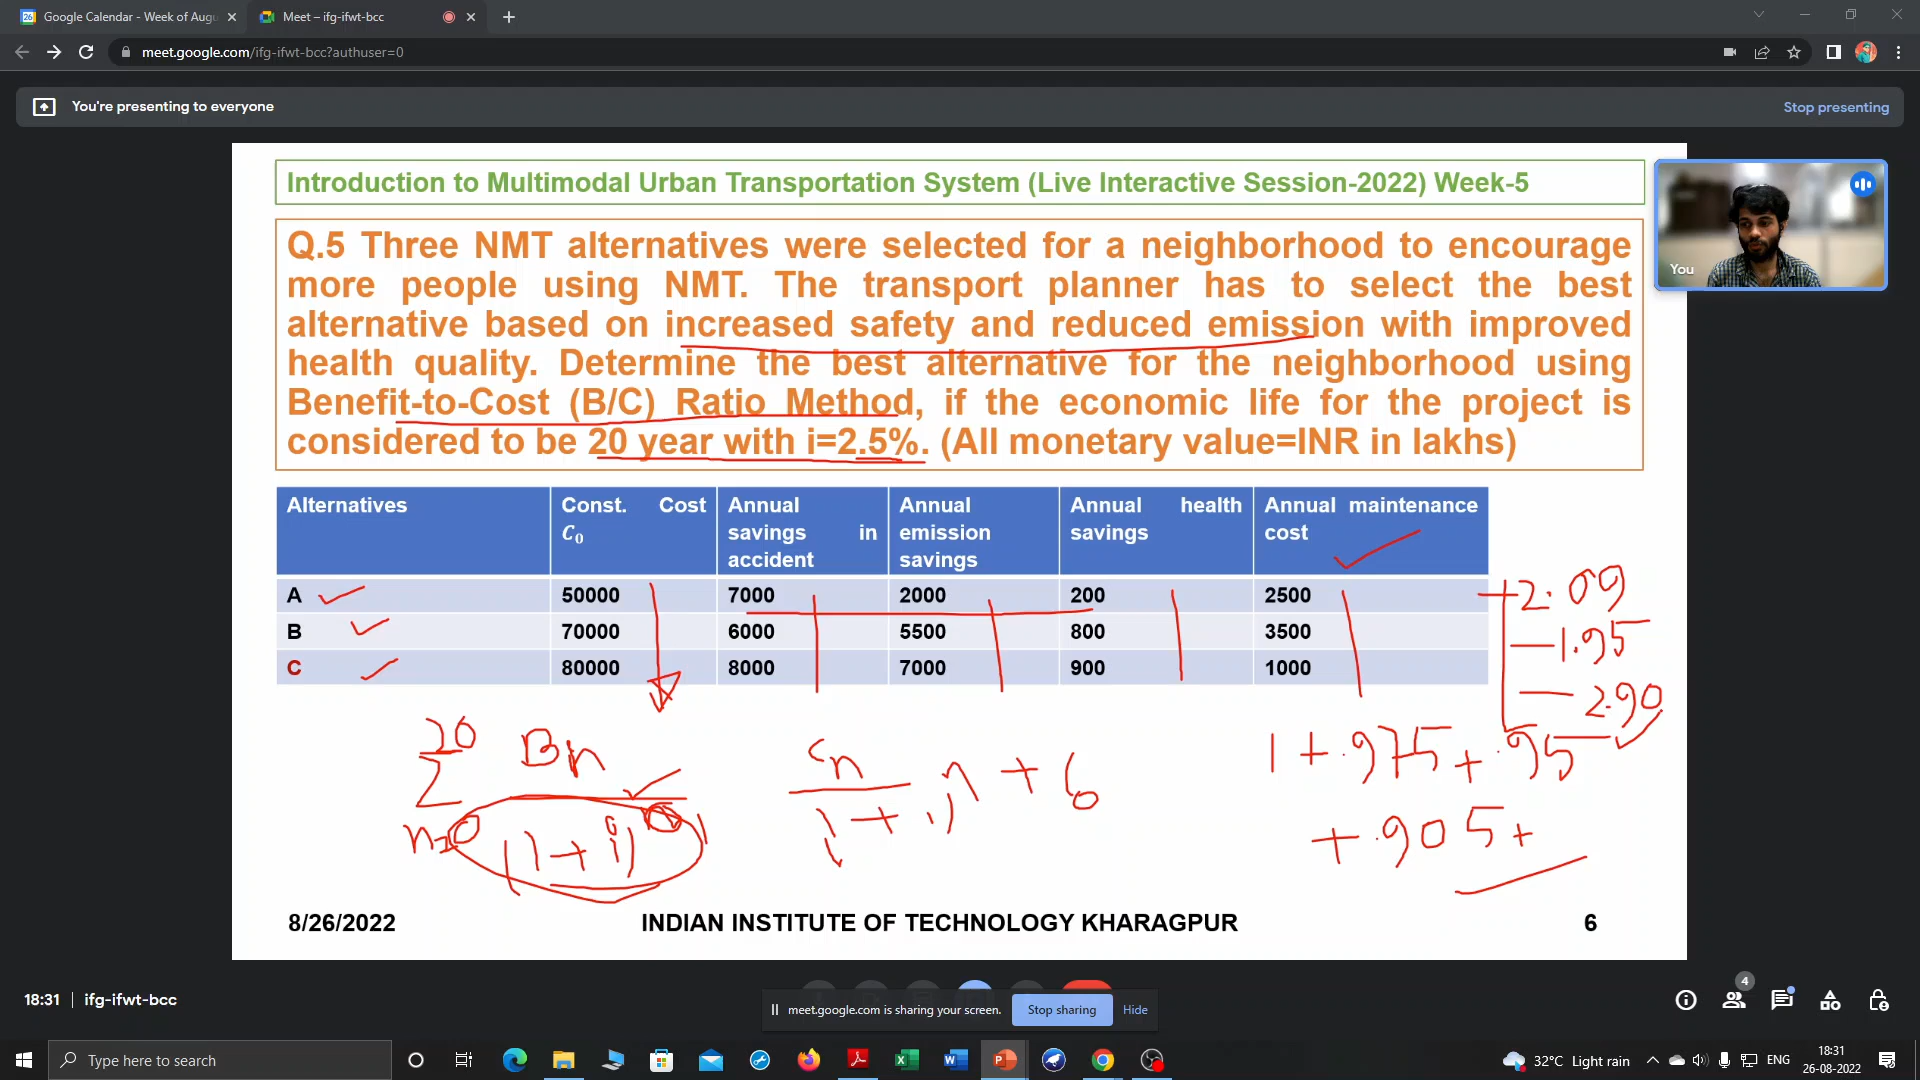 Google Calendar - Week of Augu
Meet – ifg-ifwt-bcc
meet.google.com/ifg-ifwt-bcc?authuser=0
You're presenting to everyone
Stop presenting
Introduction to Multimodal Urban Transportation System (Live Interactive Session-2022) Week-5
You
Q.5 Three NMT alternatives were selected for a neighborhood to encourage
more people using NMT. The transport planner has to select the best
alternative based on increased safety and reduced emission with improved
health quality. Determine the best alternative for the neighborhood using
Benefit-to-Cost (B/C) Ratio Method, if the economic life for the project is
considered to be 20 year with i=2.5%. (All monetary value=INR in lakhs)
Alternatives Const. Cost C₀ Annual savings in accident Annual emission savings Annual health savings Annual maintenance cost
A 50000 7000 2000 200 2500
B 70000 6000 5500 800 3500
C 80000 8000 7000 900 1000
2.09
1.95
2.90
20
Bn
n=0
(1+i)
Cn
1 + .975 + .95
+ .905 +
8/26/2022 INDIAN INSTITUTE OF TECHNOLOGY KHARAGPUR 6
18:31 | ifg-ifwt-bcc
4
meet.google.com is sharing your screen. Stop sharing Hide
Type here to search
32°C Light rain
ENG
18:31
26-08-2022